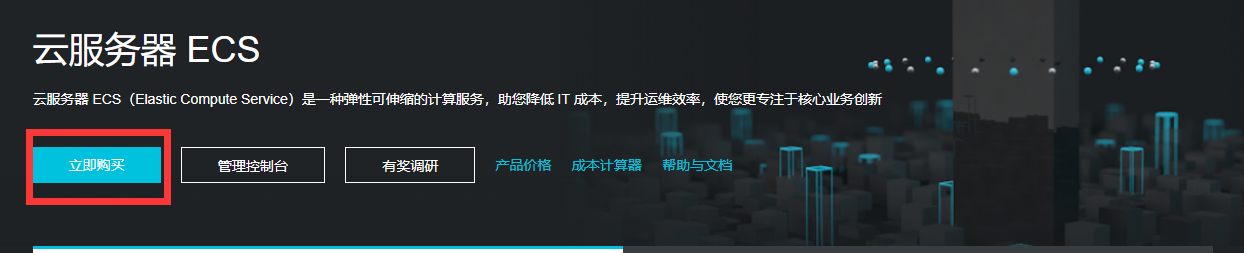 云服务器 ECS
云服务器 ECS（Elastic Compute Service）是一种弹性可伸缩的计算服务，助您降低 IT 成本，提升运维效率，使您更专注于核心业务创新
立即购买 管理控制台 有奖调研 产品价格 成本计算器 帮助与文档